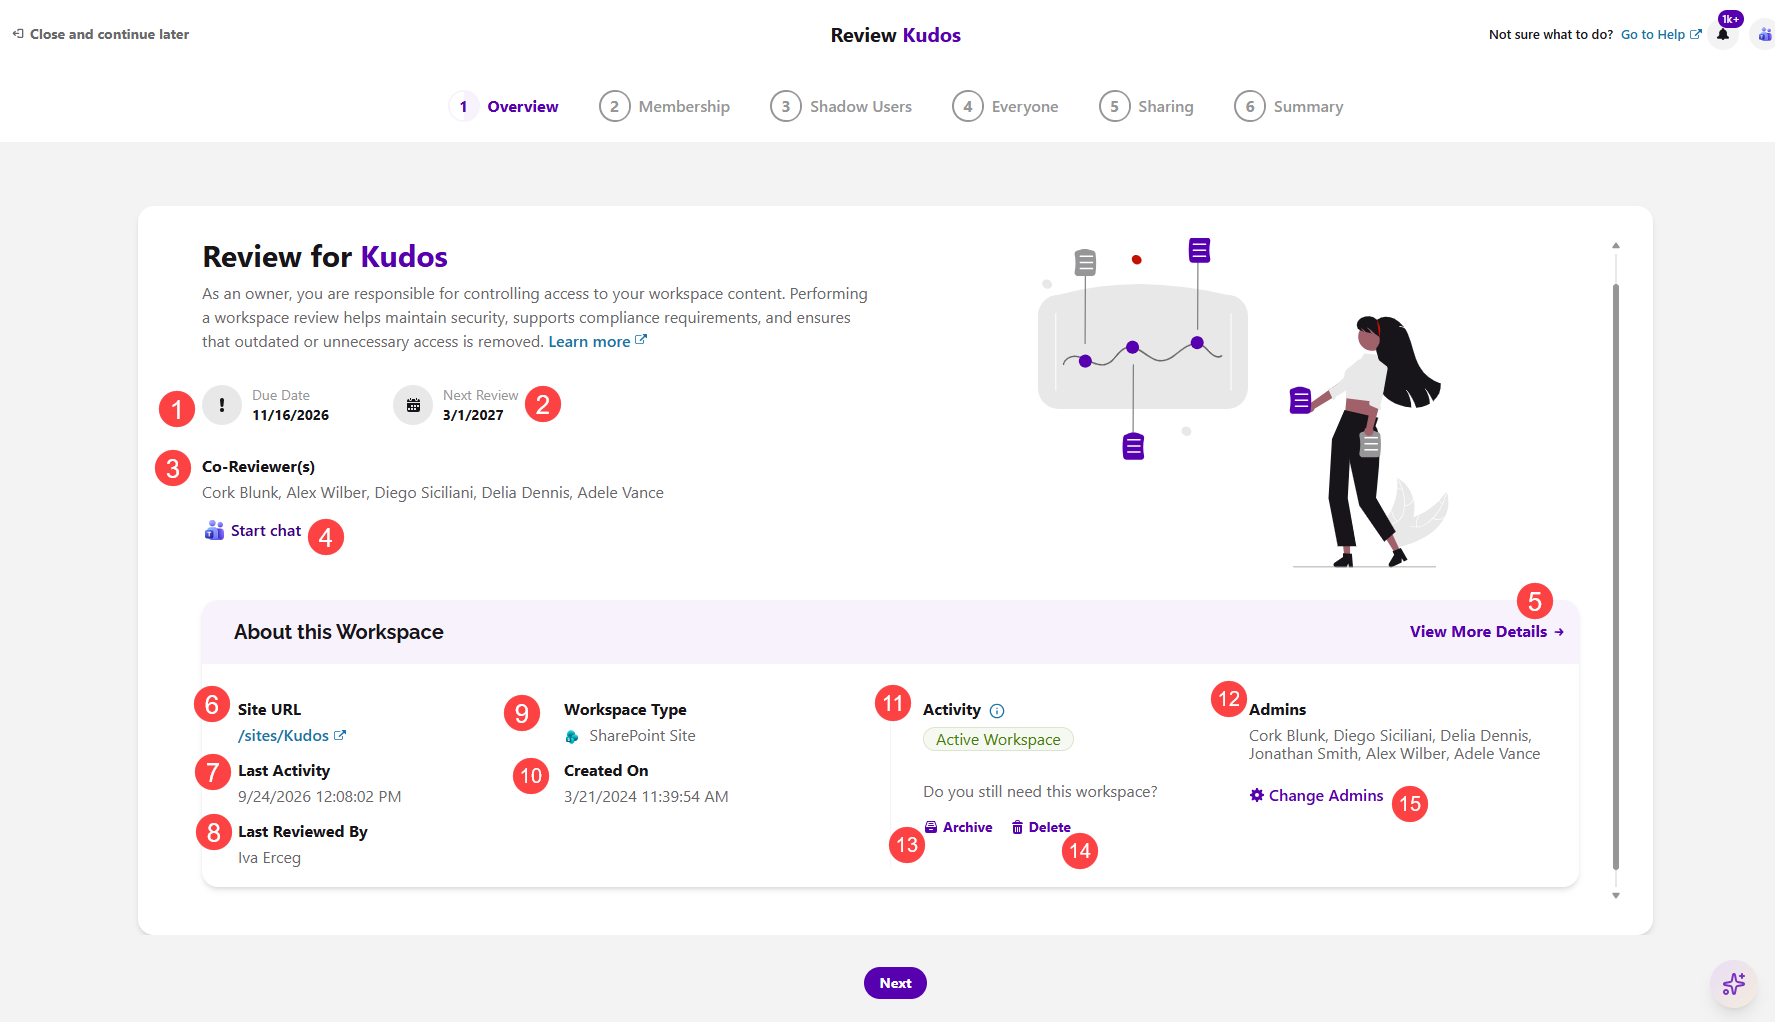 Close and continue later
Review Kudos
Not sure what to do? Go to Help
1k+
1 Overview
2 Membership
3 Shadow Users
4 Everyone
5 Sharing
6 Summary
Review for Kudos
As an owner, you are responsible for controlling access to your workspace content. Performing
a workspace review helps maintain security, supports compliance requirements, and ensures
that outdated or unnecessary access is removed. Learn more
1
Due Date
11/16/2026
Next Review
3/1/2027
2
3
Co-Reviewer(s)
Cork Blunk, Alex Wilber, Diego Siciliani, Delia Dennis, Adele Vance
Start chat
4
5
About this Workspace
View More Details
6
Site URL
/sites/Kudos
7
Last Activity
9/24/2026 12:08:02 PM
8
Last Reviewed By
Iva Erceg
9
Workspace Type
SharePoint Site
10
Created On
3/21/2024 11:39:54 AM
11
Activity
Active Workspace
Do you still need this workspace?
13
Archive
Delete
14
12
Admins
Cork Blunk, Diego Siciliani, Delia Dennis,
Jonathan Smith, Alex Wilber, Adele Vance
Change Admins
15
Next